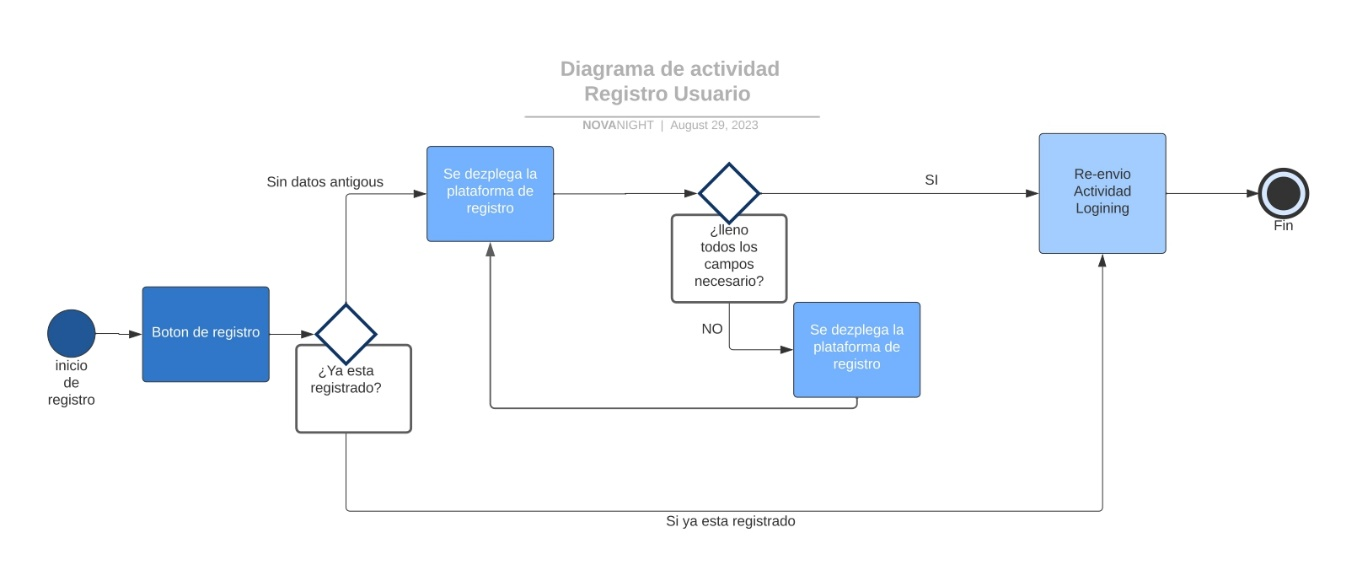 Diagrama de actividad
Registro Usuario
NOVANIGHT | August 29, 2023
inicio
de
registro
Boton de registro
¿Ya esta
registrado?
Sin datos antigous
Se dezplega la
plataforma de
registro
¿lleno
todos los
campos
necesario?
SI
NO
Se dezplega la
plataforma de
registro
Re-envio
Actividad
Logining
Fin
Si ya esta registrado